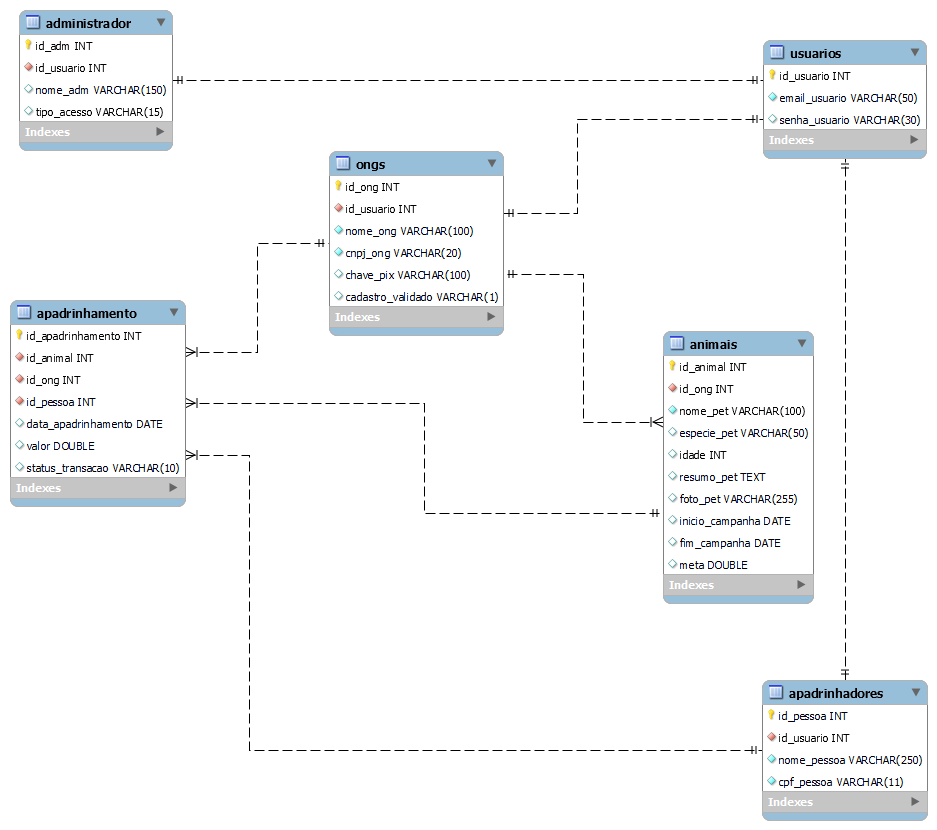 administrador
id_adm INT
id_usuario INT
nome_adm VARCHAR(150)
tipo_acesso VARCHAR(15)
Indexes
usuarios
id_usuario INT
email_usuario VARCHAR(50)
senha_usuario VARCHAR(30)
Indexes
ongs
id_ong INT
id_usuario INT
nome_ong VARCHAR(100)
cnpj_ong VARCHAR(20)
chave_pix VARCHAR(100)
cadastro_validado VARCHAR(1)
Indexes
apadrinhamento
id_apadrinhamento INT
id_animal INT
id_ong INT
id_pessoa INT
data_apadrinhamento DATE
valor DOUBLE
status_transacao VARCHAR(10)
Indexes
animais
id_animal INT
id_ong INT
nome_pet VARCHAR(100)
especie_pet VARCHAR(50)
idade INT
resumo_pet TEXT
foto_pet VARCHAR(255)
inicio_campanha DATE
fim_campanha DATE
meta DOUBLE
Indexes
apadrinhadores
id_pessoa INT
id_usuario INT
nome_pessoa VARCHAR(250)
cpf_pessoa VARCHAR(11)
Indexes